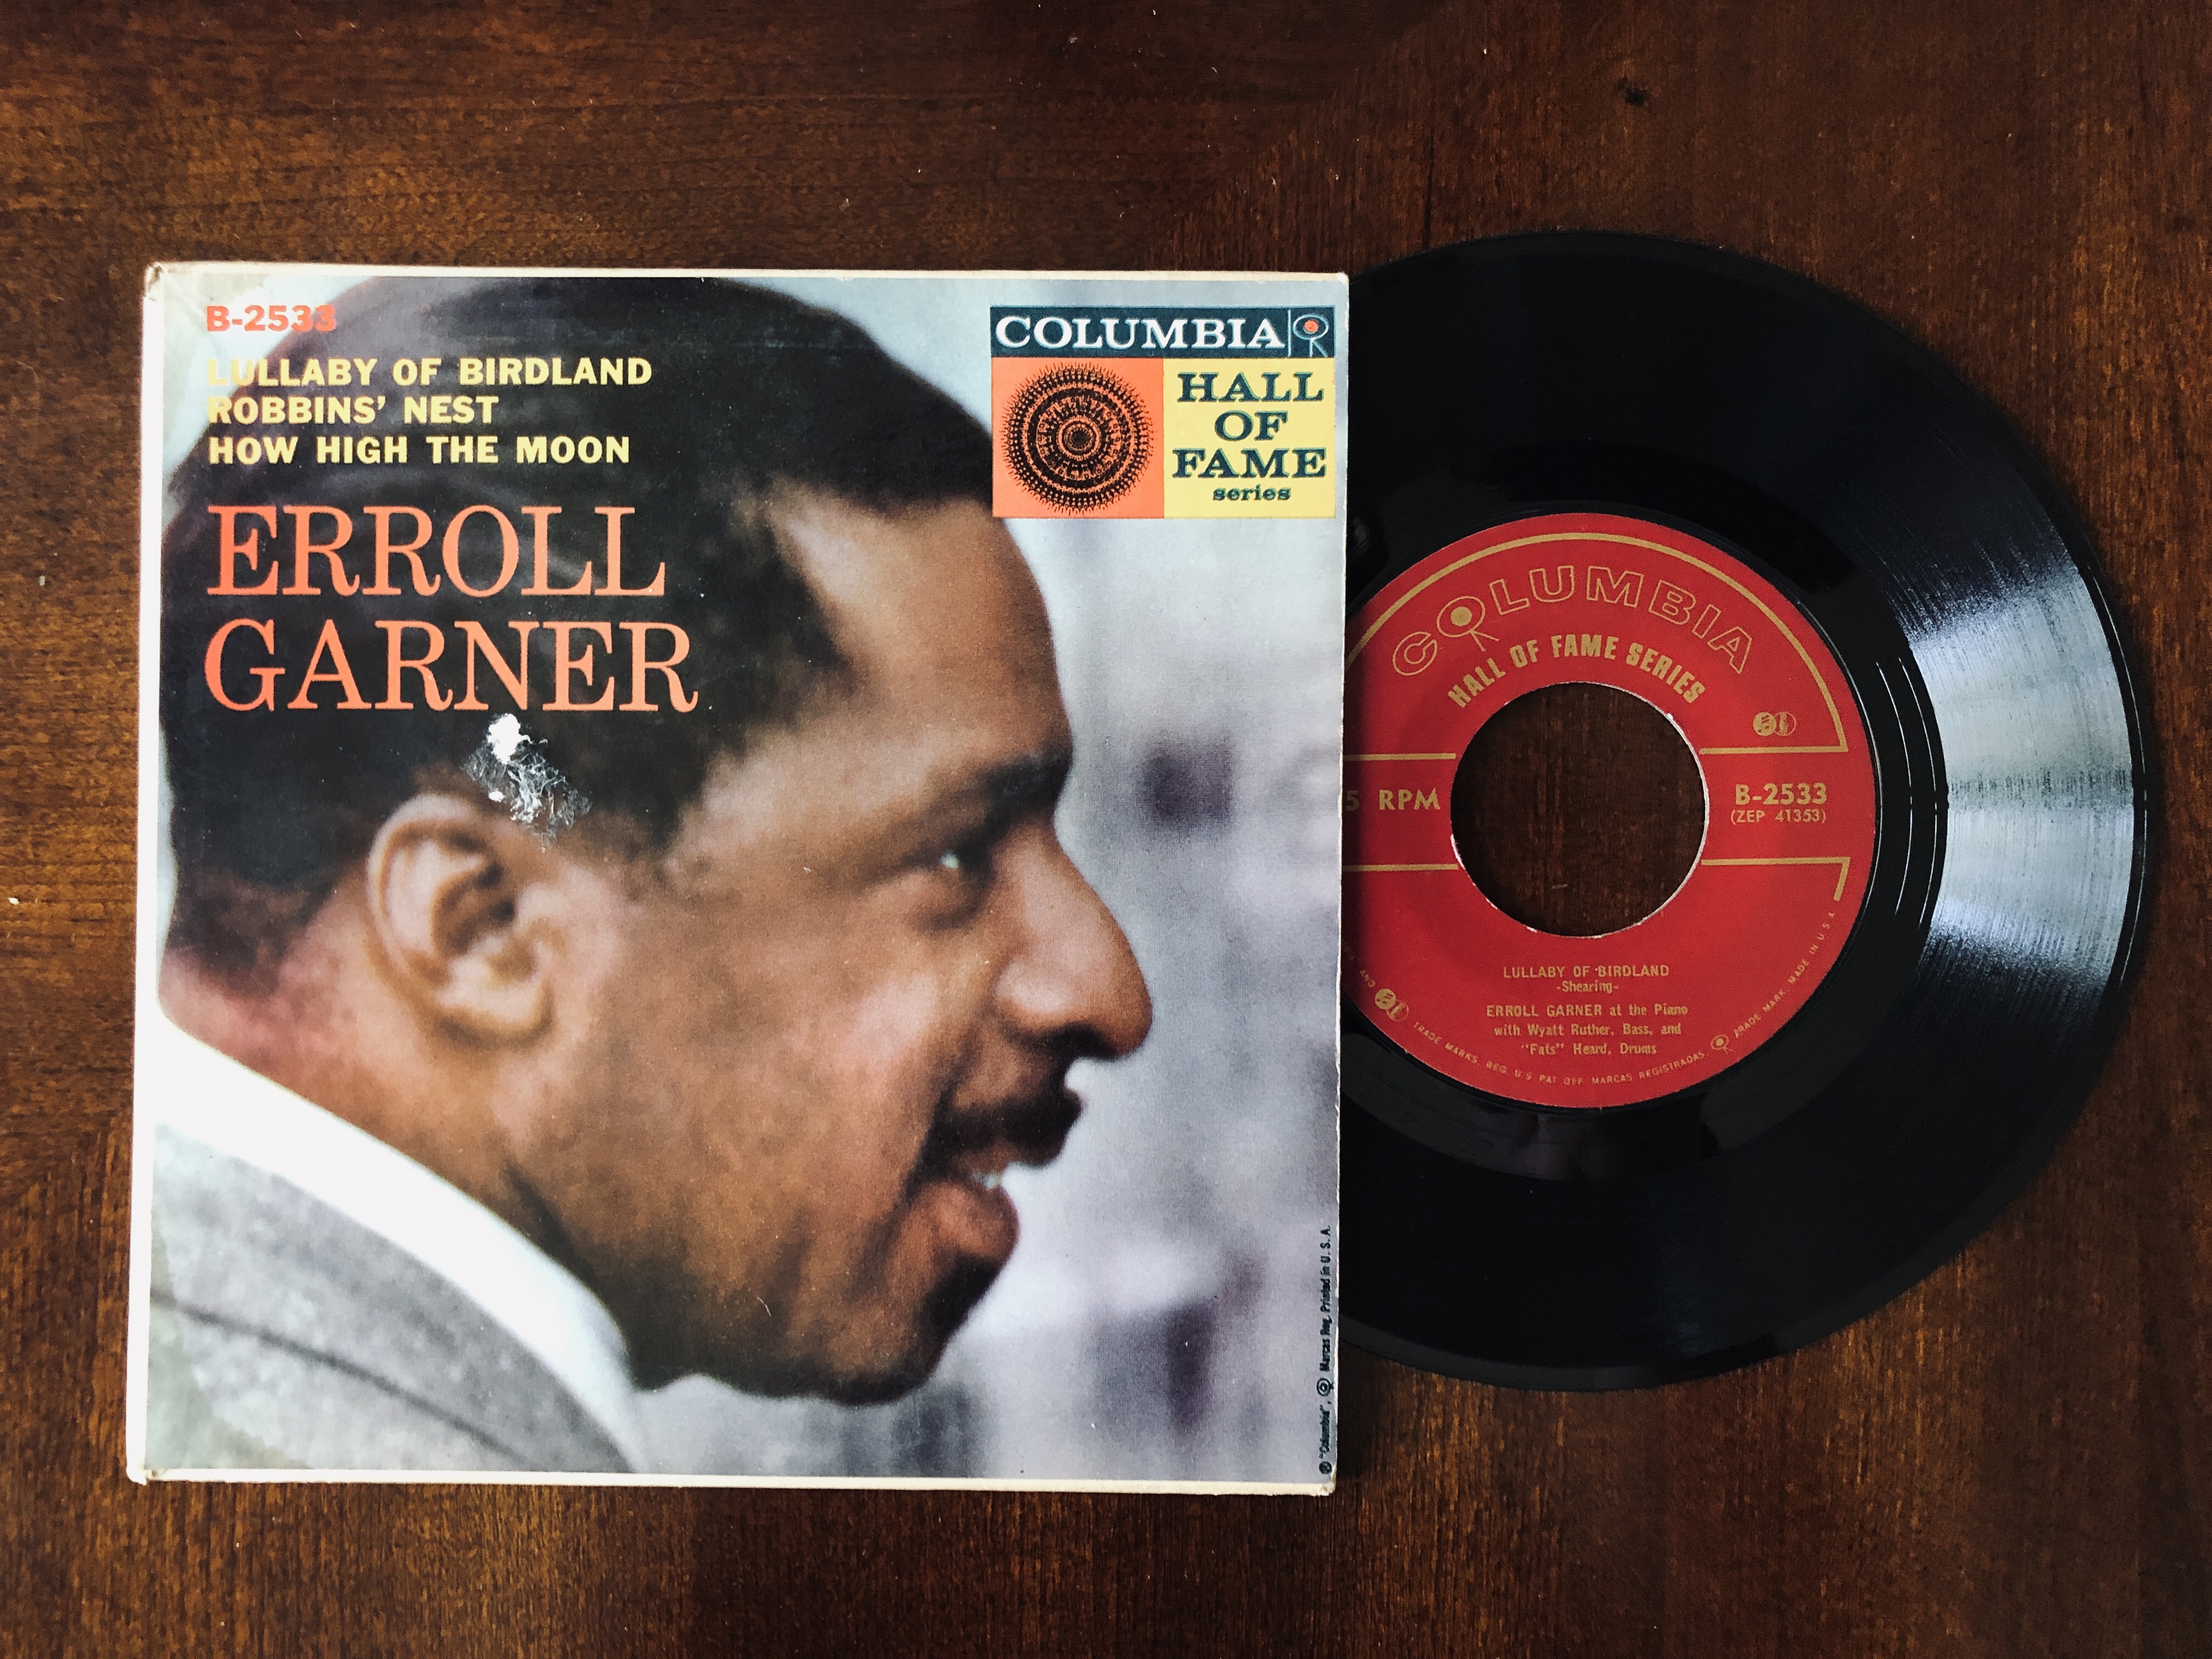 B-2533
LULLABY OF BIRDLAND
ROBBINS' NEST
HOW HIGH THE MOON
ERROLL
GARNER
COLUMBIA
HALL
OF
FAME
series
® "Columbia", Marcas Reg. Printed in U. S. A.
COLUMBIA
HALL OF FAME SERIES
5 RPM
B-2533
(ZEP 41353)
LULLABY OF BIRDLAND
-Shearing-
ERROLL GARNER at the Piano
with Wyatt Ruther, Bass, and
"Fats" Heard, Drums
AND TRADE MARKS. REG. U.S. PAT. OFF. MARCAS REGISTRADAS. TRADE MARK. MADE IN U.S.A.